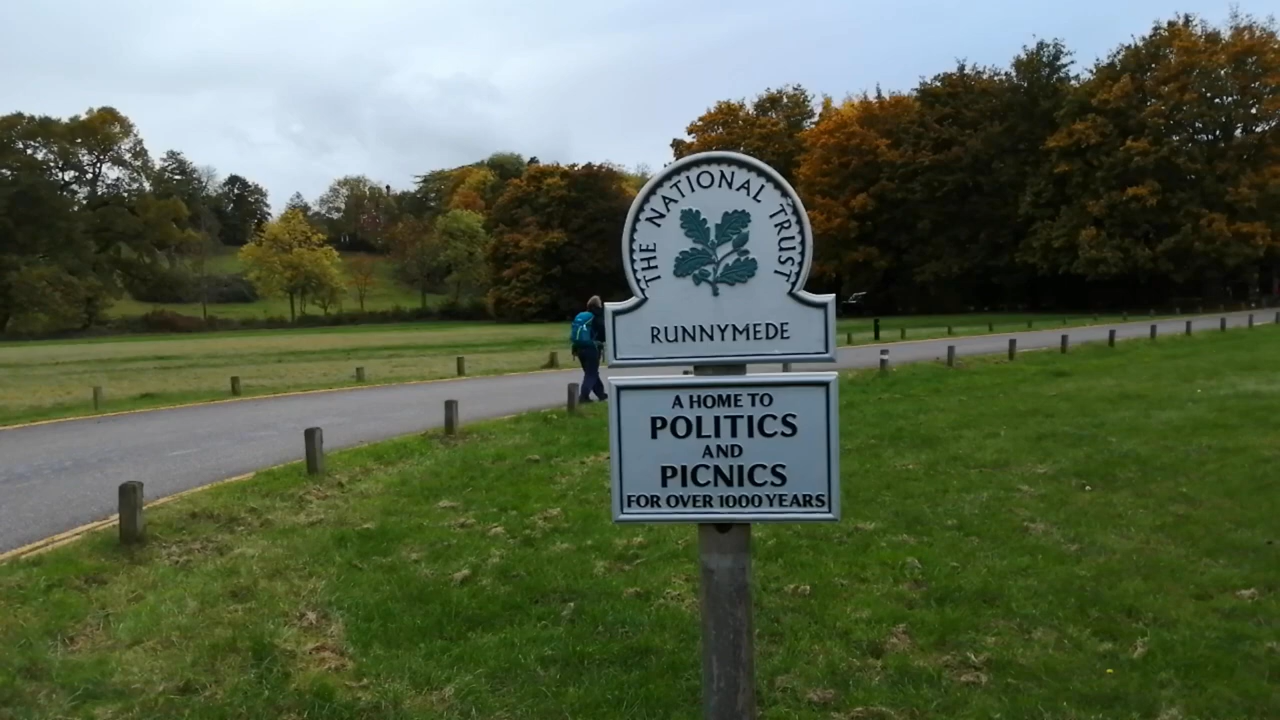 THE NATIONAL TRUST
RUNNYMEDE
A HOME TO
POLITICS
AND
PICNICS
FOR OVER 1000 YEARS